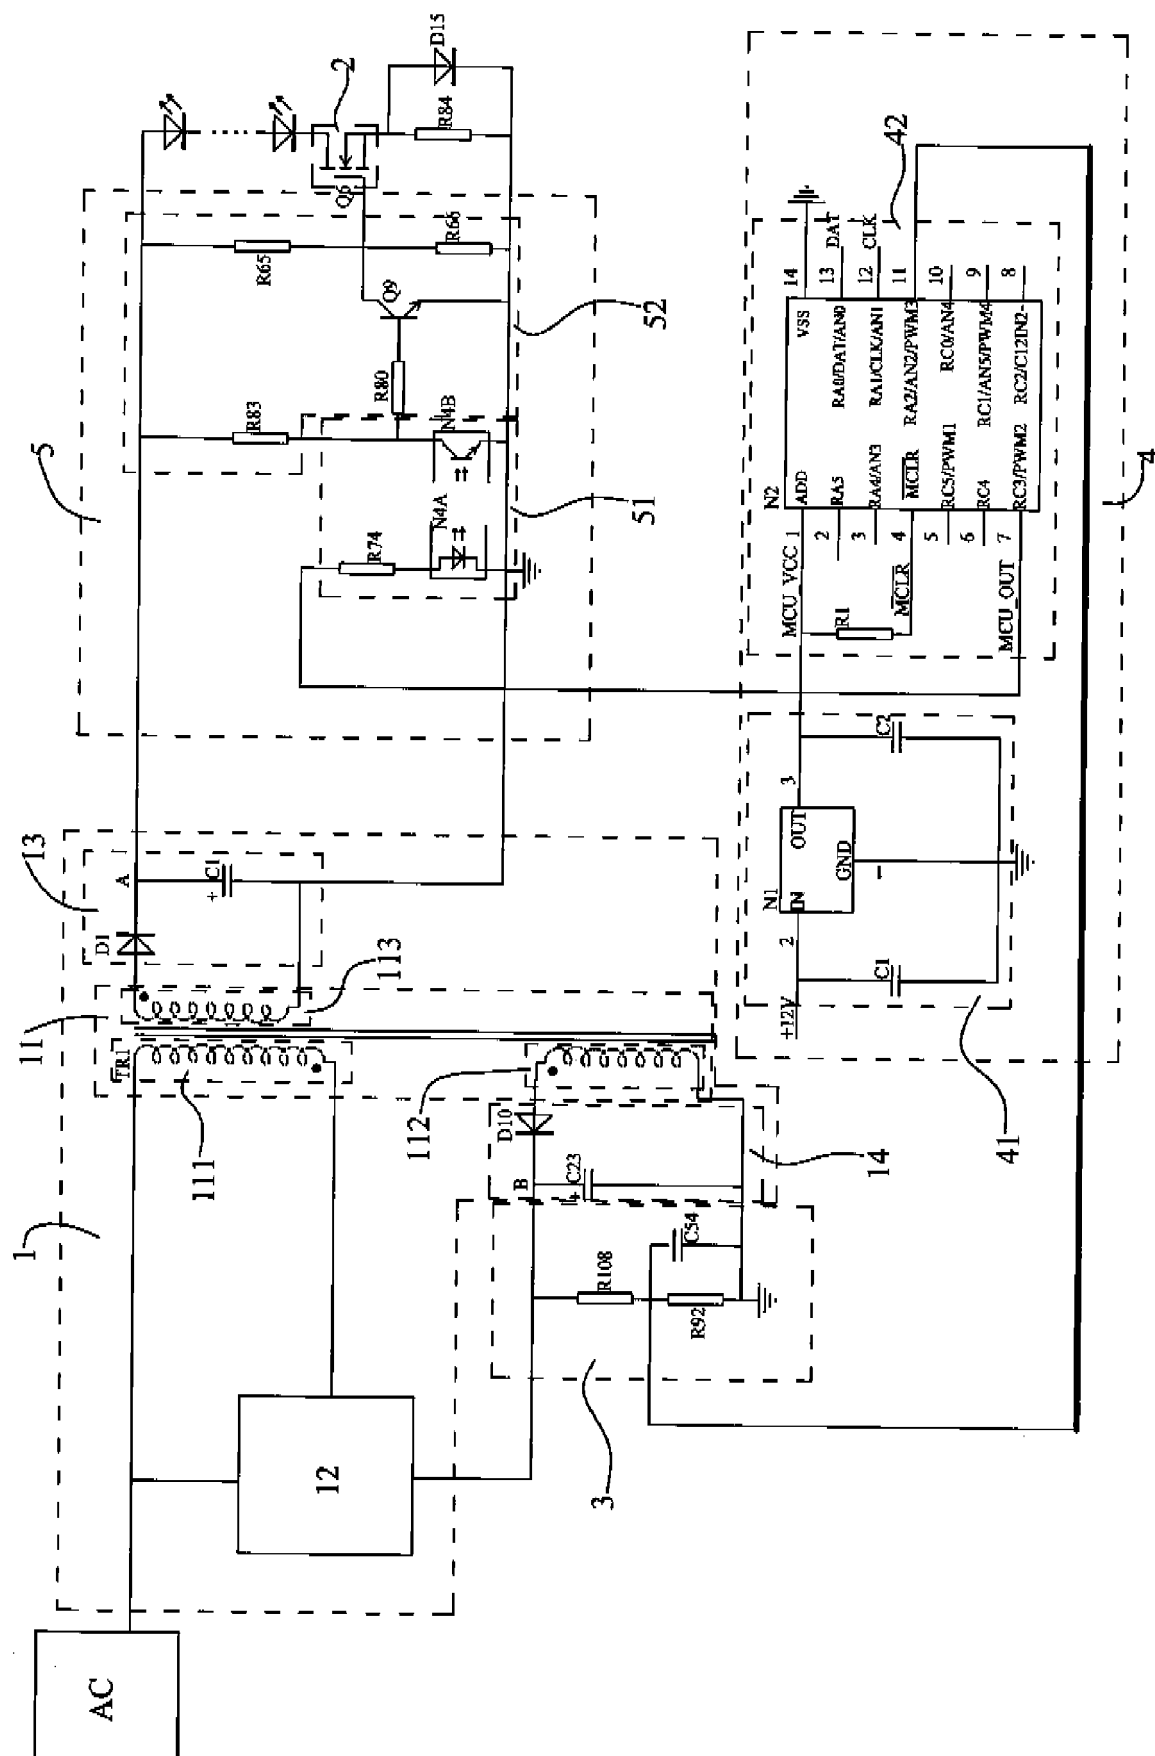 AC
1
12
3
R108
R92
C54
B
C23
D10
14
112
111
TR1
11
113
D1
13
A
+
C1
5
R83
R74
N4A
N4B
R80
Q9
R65
R66
51
52
Q6
2
R84
D15
4
41
+12V
2
N1
IN
OUT
GND
3
C1
C2
MCU_VCC
R1
MCLR
MCU_OUT
42
N2
1
2
3
4
5
6
7
ADD
RA5
RA4/AN3
MCLR
RC5/PWM1
RC4
RC3/PWM2
VSS
RA0/DAT/AN0
RA1/CLK/AN1
RA2/AN2/PWM3
RC0/AN4
RC1/AN5/PWM4
RC2/C12IN2-
14
13
12
11
10
9
8
DAT
CLK